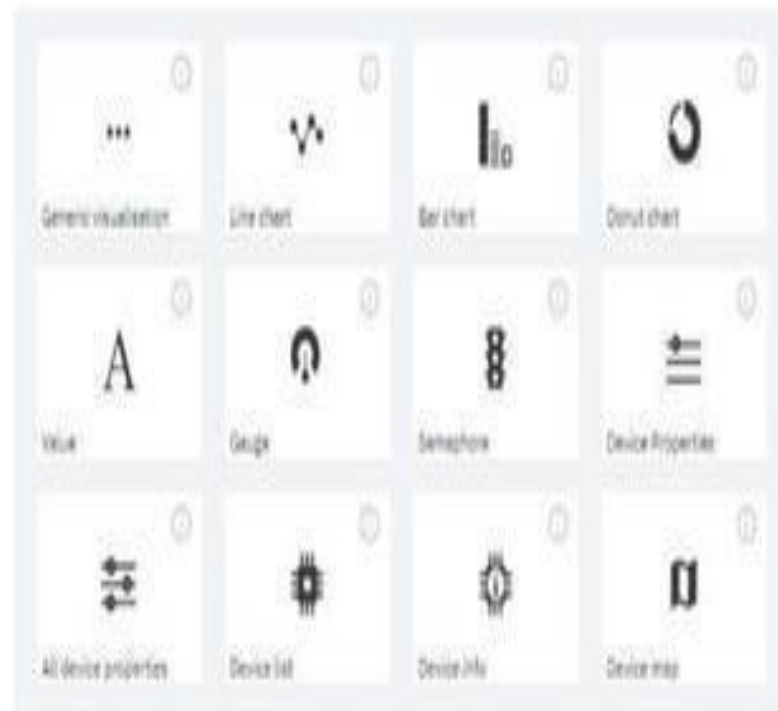 Generic visualisation
Line chart
Bar chart
Donut chart
A
Value
Gauge
Semaphore
Device Properties
All device properties
Device list
Device info
Device map